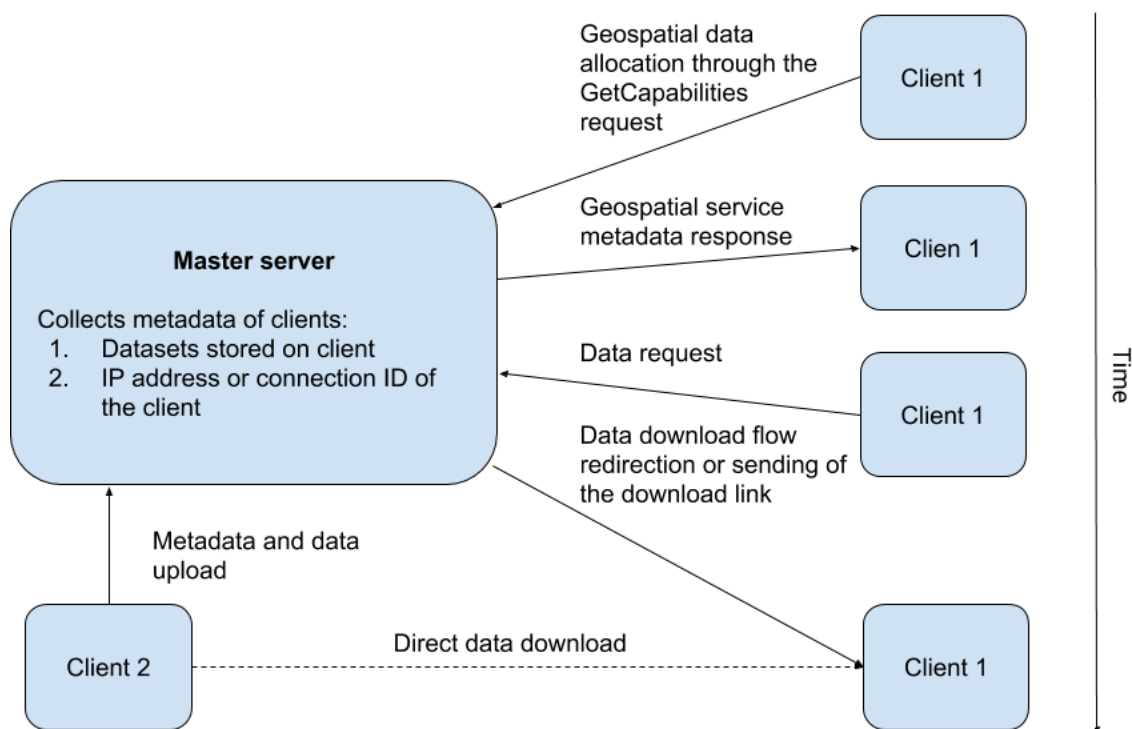 Geospatial data
allocation through the
GetCapabilities
request
Client 1
Geospatial service
metadata response
Clien 1
Master server
Collects metadata of clients:
1. Datasets stored on client
2. IP address or connection ID of
the client
Data request
Client 1
Time
Data download flow
redirection or sending of
the download link
Metadata and data
upload
Client 2
Direct data download
Client 1